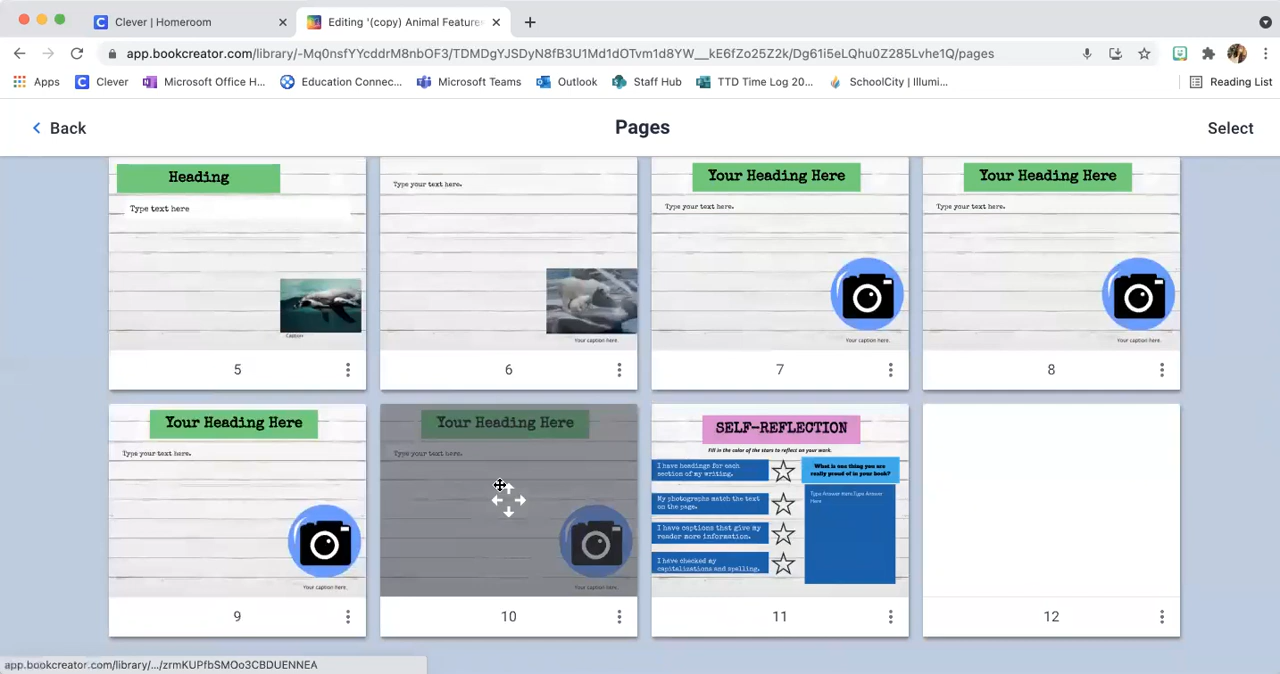 Clever | Homeroom
Editing '(copy) Animal Feature
app.bookcreator.com/library/-Mq0nsfYYcddrM8nbOF3/TDMDgYJSDyN8fB3U1Md1dOTvm1d8YW__kE6fZo25Z2k/Dg61i5eLQhu0Z285Lvhe1Q/pages
Apps Clever Microsoft Office H... Education Connec... Microsoft Teams Outlook Staff Hub TTD Time Log 20... SchoolCity | Illumi... Reading List
Back Pages Select
Heading
Type text here
Caption
5
Type your text here.
Your caption here.
6
Your Heading Here
Type your text here.
Your caption here.
7
Your Heading Here
Type your text here.
Your caption here.
8
Your Heading Here
Type your text here.
Your caption here.
9
Your Heading Here
Type your text here.
Your caption here.
10
SELF-REFLECTION
Fill in the color of the stars to reflect on your work.
I have headings for each
section of my writing.
My photographs match the text
on the page.
I have captions that give my
reader more information.
I have checked my
capitalizations and spelling.
What is one thing you are
really proud of in your book?
Type Answer Here.Type Answer
Here
11
12
app.bookcreator.com/library/.../zrmKUPfbSMOo3CBDUENNEA